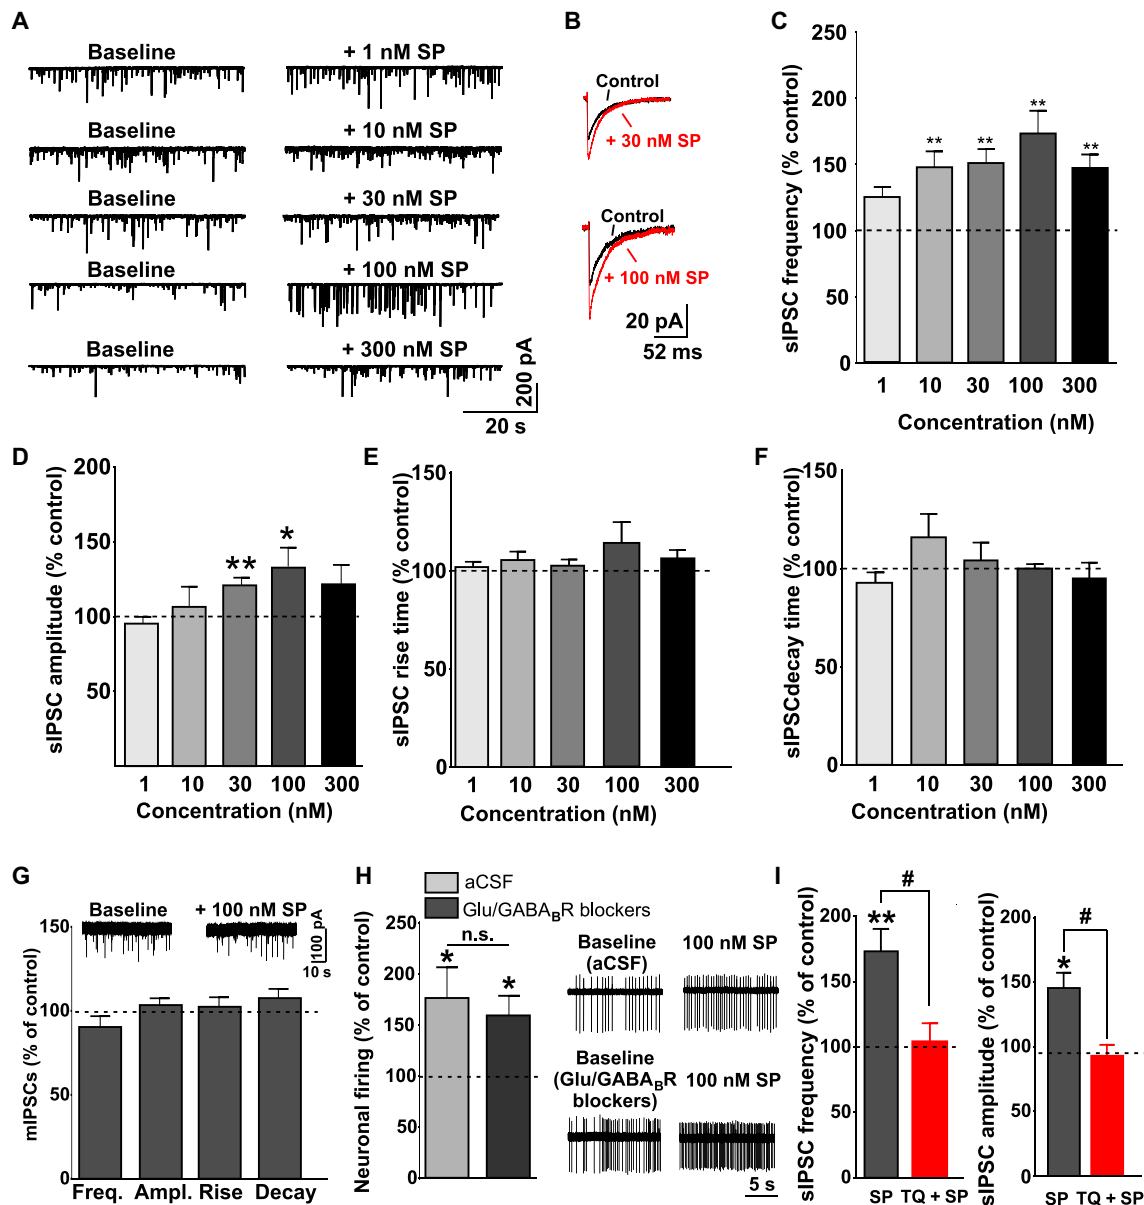 A
Baseline
+ 1 nM SP
Baseline
+ 10 nM SP
Baseline
+ 30 nM SP
Baseline
+ 100 nM SP
Baseline
+ 300 nM SP
200 pA
20 s
B
Control
+ 30 nM SP
Control
+ 100 nM SP
20 pA
52 ms
C
sIPSC frequency (% control)
250
200
150
100
50
0
**
**
**
**
1 10 30 100 300
Concentration (nM)
D
sIPSC amplitude (% control)
200
150
100
50
**
*
1 10 30 100 300
Concentration (nM)
E
sIPSC rise time (% control)
150
100
50
0
1 10 30 100 300
Concentration (nM)
F
sIPSCdecay time (% control)
150
100
50
0
1 10 30 100 300
Concentration (nM)
G
Baseline
+ 100 nM SP
100 pA
10 s
mIPSCs (% of control)
150
100
50
0
Freq. Ampl. Rise Decay
H
aCSF
Glu/GABABR blockers
Neuronal firing (% of control)
250
200
150
100
50
0
n.s.
*
*
Baseline
(aCSF)
100 nM SP
Baseline
(Glu/GABABR
blockers)
100 nM SP
5 s
I
sIPSC frequency (% of control)
200
150
100
50
0
#
**
SP TQ + SP
sIPSC amplitude (% of control)
200
150
100
50
0
#
*
SP TQ + SP